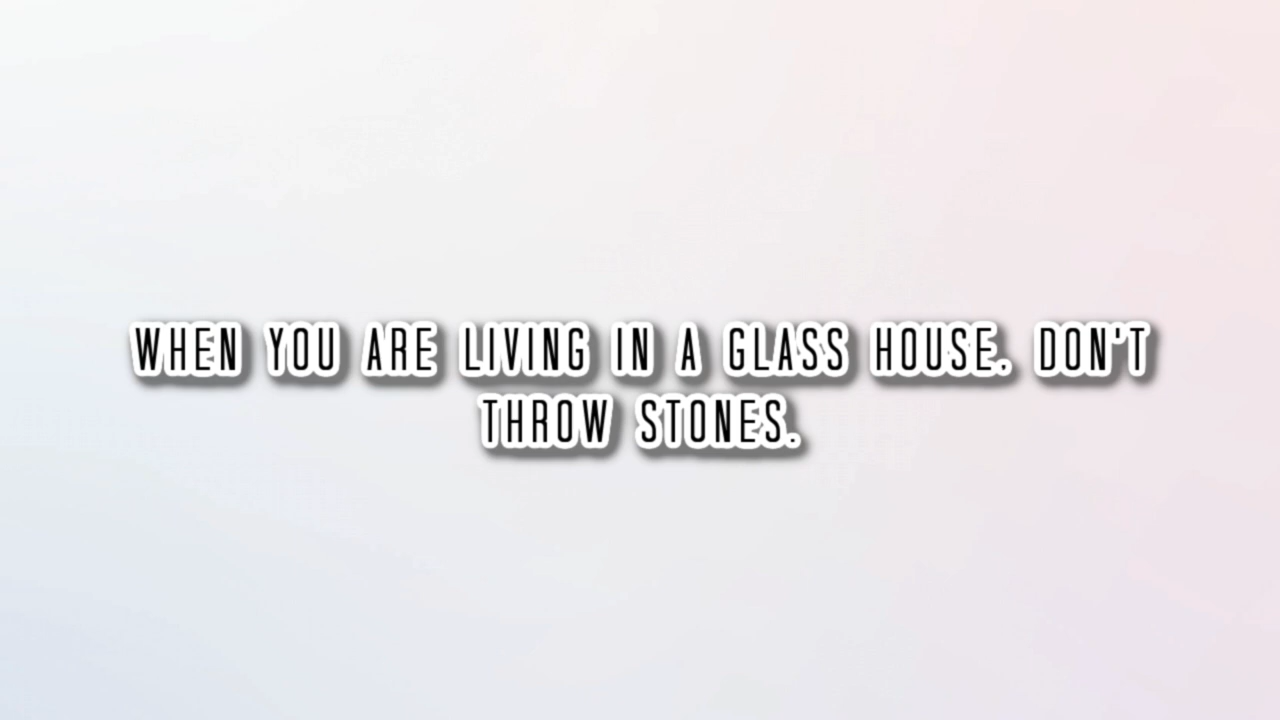 WHEN YOU ARE LIVING IN A GLASS HOUSE. DON'T
THROW STONES.